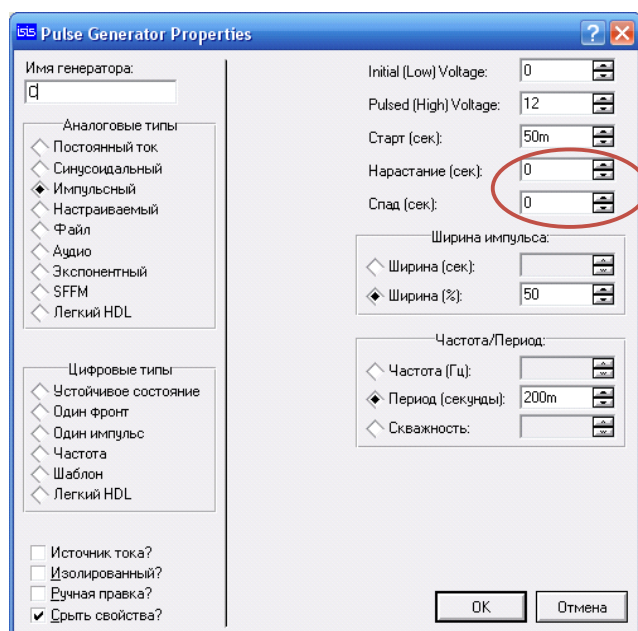 isis Pulse Generator Properties
Имя генератора:
C
Аналоговые типы
Постоянный ток
Синусоидальный
Импульсный
Настраиваемый
Файл
Аудио
Экспонентный
SFFM
Легкий HDL
Цифровые типы
Устойчивое состояние
Один фронт
Один импульс
Частота
Шаблон
Легкий HDL
Источник тока?
Изолированный?
Ручная правка?
Срыть свойства?
Initial (Low) Voltage: 0
Pulsed (High) Voltage: 12
Старт (сек): 50m
Нарастание (сек): 0
Спад (сек): 0
Ширина импульса:
Ширина (сек):
Ширина (%): 50
Частота/Период:
Частота (Гц):
Период (секунды): 200m
Скважность:
OK Отмена